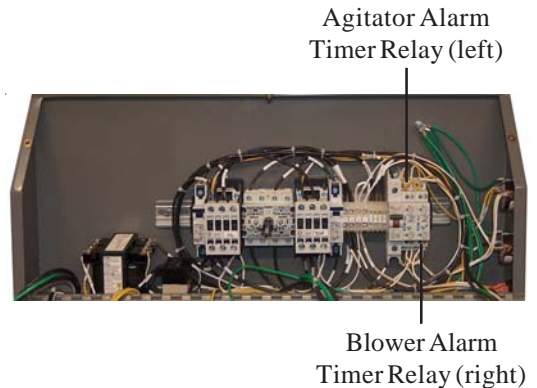 Agitator Alarm
Timer Relay (left)
Blower Alarm
Timer Relay (right)